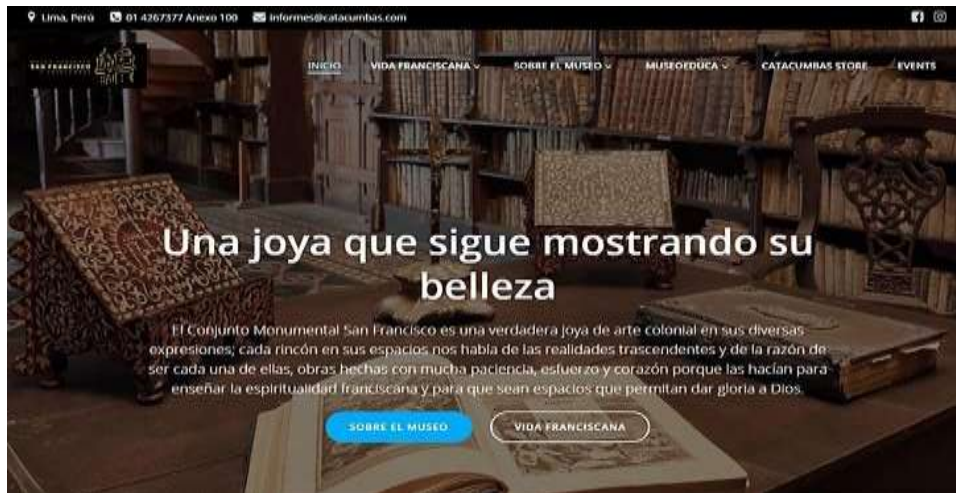 Lima, Perú 01 4267377 Anexo 100 informes@catacumbas.com
SAN FRANCISCO INICIO VIDA FRANCISCANA SOBRE EL MUSEO MUSEOEDUCA CATACUMBAS STORE EVENTS
Una joya que sigue mostrando su
belleza
El Conjunto Monumental San Francisco es una verdadera joya de arte colonial en sus diversas
expresiones; cada rincón en sus espacios nos habla de las realidades trascendentes y de la razón de
ser cada una de ellas, obras hechas con mucha paciencia, esfuerzo y corazón porque las hacían para
enseñar la espiritualidad franciscana y para que sean espacios que permitan dar gloria a Dios.
SOBRE EL MUSEO VIDA FRANCISCANA